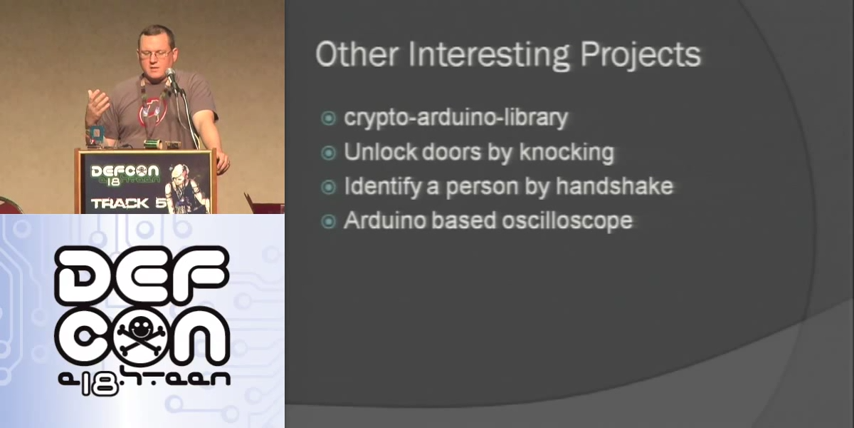 DEFCON
18
TRACK 5
DEF
CON
e18hteen
Other Interesting Projects
crypto-arduino-library
Unlock doors by knocking
Identify a person by handshake
Arduino based oscilloscope